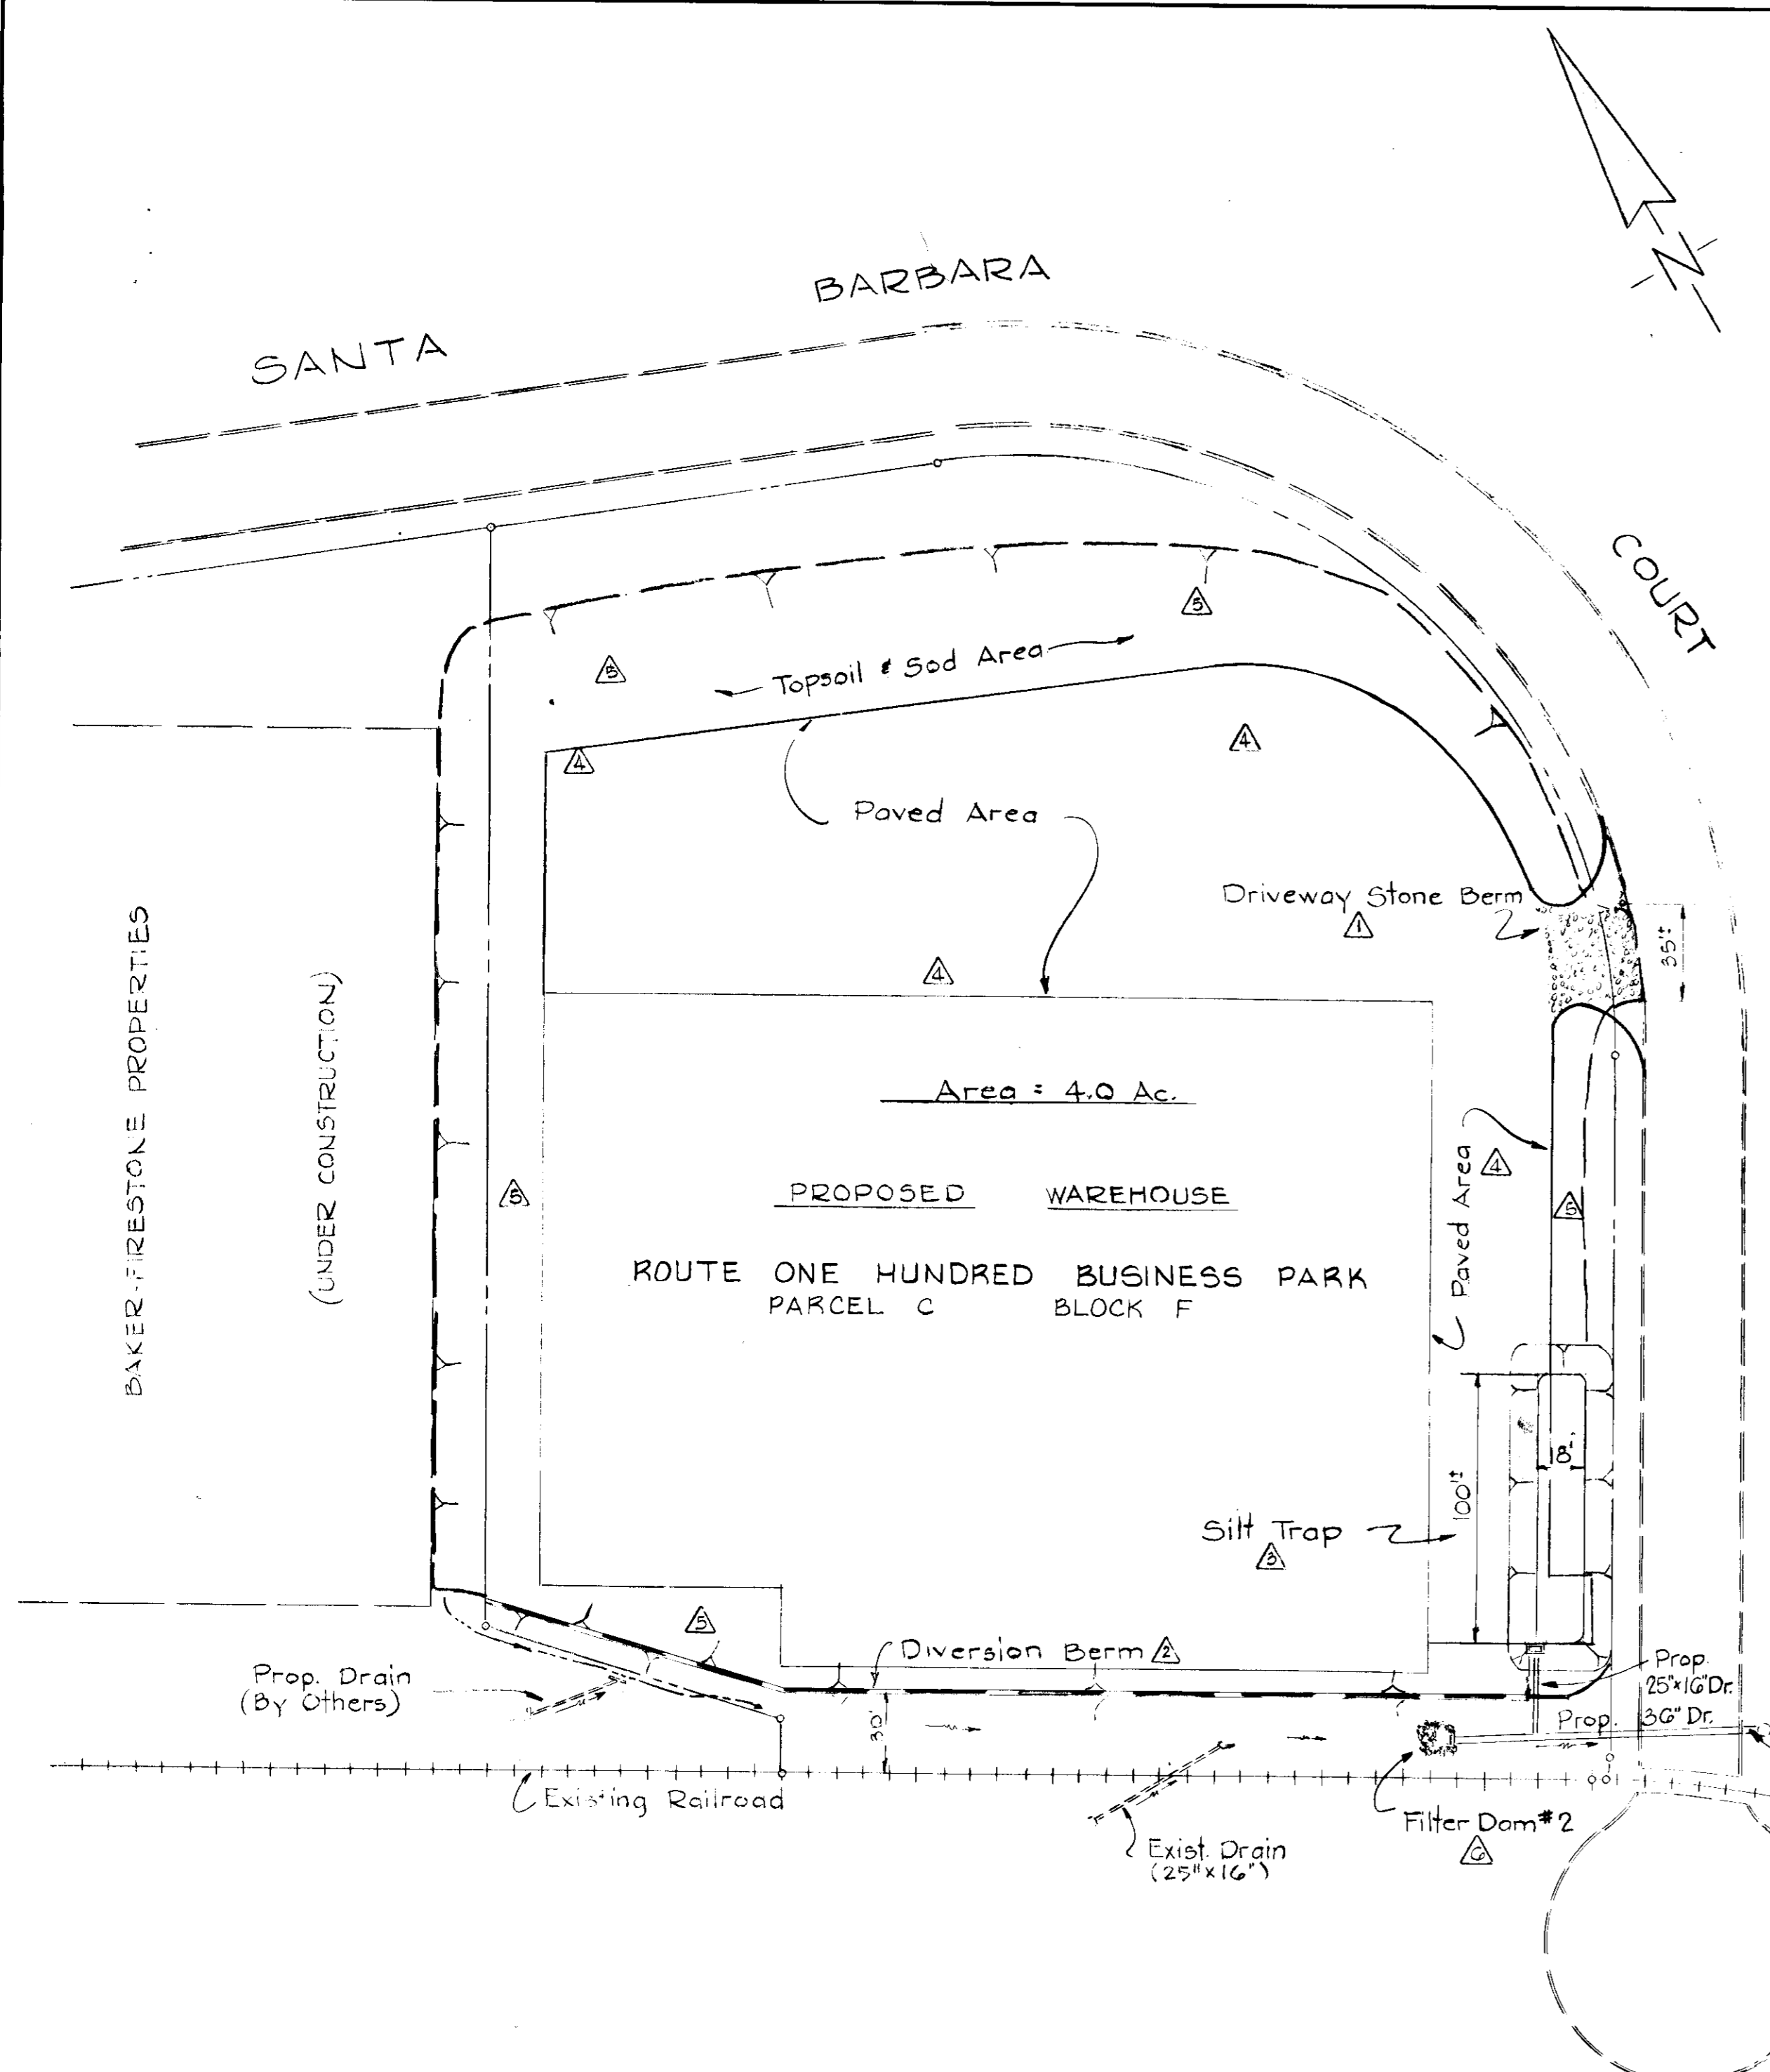 N
BARBARA
SANTA
COURT
5
Topsoil & Sod Area
5
4
4
Paved Area
Driveway Stone Berm
1
35'±
4
BAKER-FIRESTONE PROPERTIES
(UNDER CONSTRUCTION)
Area = 4.0 Ac.
Paved Area
4
5
5
PROPOSED WAREHOUSE
ROUTE ONE HUNDRED BUSINESS PARK
PARCEL C BLOCK F
18'
100'±
Silt Trap
3
5
Diversion Berm 2
Prop. Drain
(By Others)
Prop.
25"x16" Dr.
Prop. 36" Dr.
30'
Existing Railroad
Filter Dam #2
6
Exist. Drain
(25"x16")